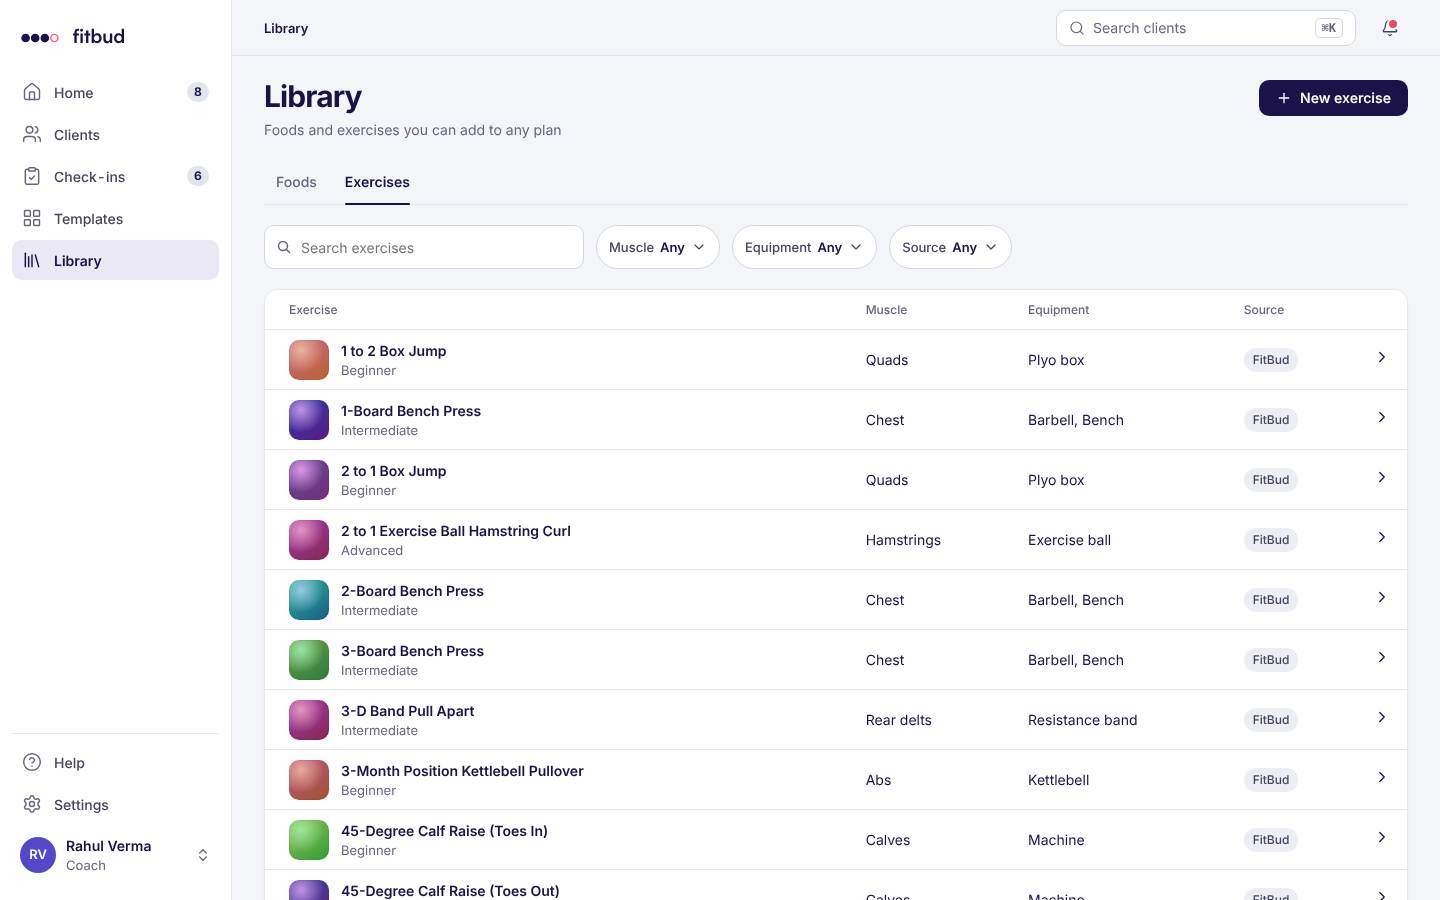 fitbud
Home 8
Clients
Check-ins 6
Templates
Library
Help
Settings
RV Rahul Verma
Coach
Library
Search clients ⌘K
Library
New exercise
Foods and exercises you can add to any plan
Foods Exercises
Search exercises Muscle Any Equipment Any Source Any
Exercise Muscle Equipment Source
1 to 2 Box Jump
Beginner
Quads Plyo box FitBud
1-Board Bench Press
Intermediate
Chest Barbell, Bench FitBud
2 to 1 Box Jump
Beginner
Quads Plyo box FitBud
2 to 1 Exercise Ball Hamstring Curl
Advanced
Hamstrings Exercise ball FitBud
2-Board Bench Press
Intermediate
Chest Barbell, Bench FitBud
3-Board Bench Press
Intermediate
Chest Barbell, Bench FitBud
3-D Band Pull Apart
Intermediate
Rear delts Resistance band FitBud
3-Month Position Kettlebell Pullover
Beginner
Abs Kettlebell FitBud
45-Degree Calf Raise (Toes In)
Beginner
Calves Machine FitBud
45-Degree Calf Raise (Toes Out)
Calves Machine FitBud